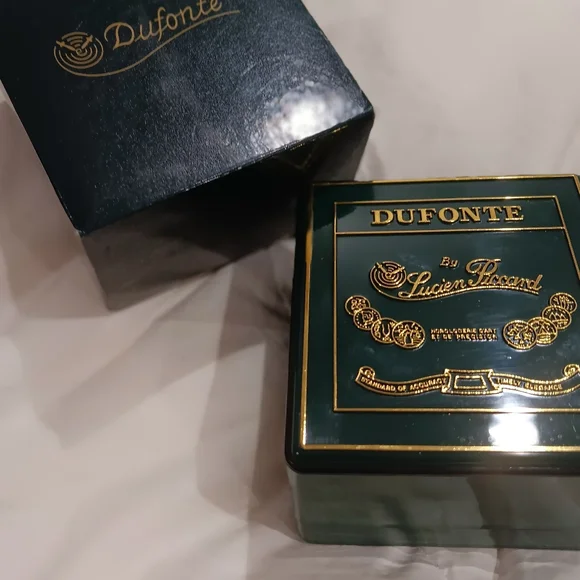 Dufonte
DUFONTE
By
Lucien Piccard
HORLOGERIE D'ART
ET DE PRECISION
STANDARD OF ACCURACY TIMELY ELEGANCE